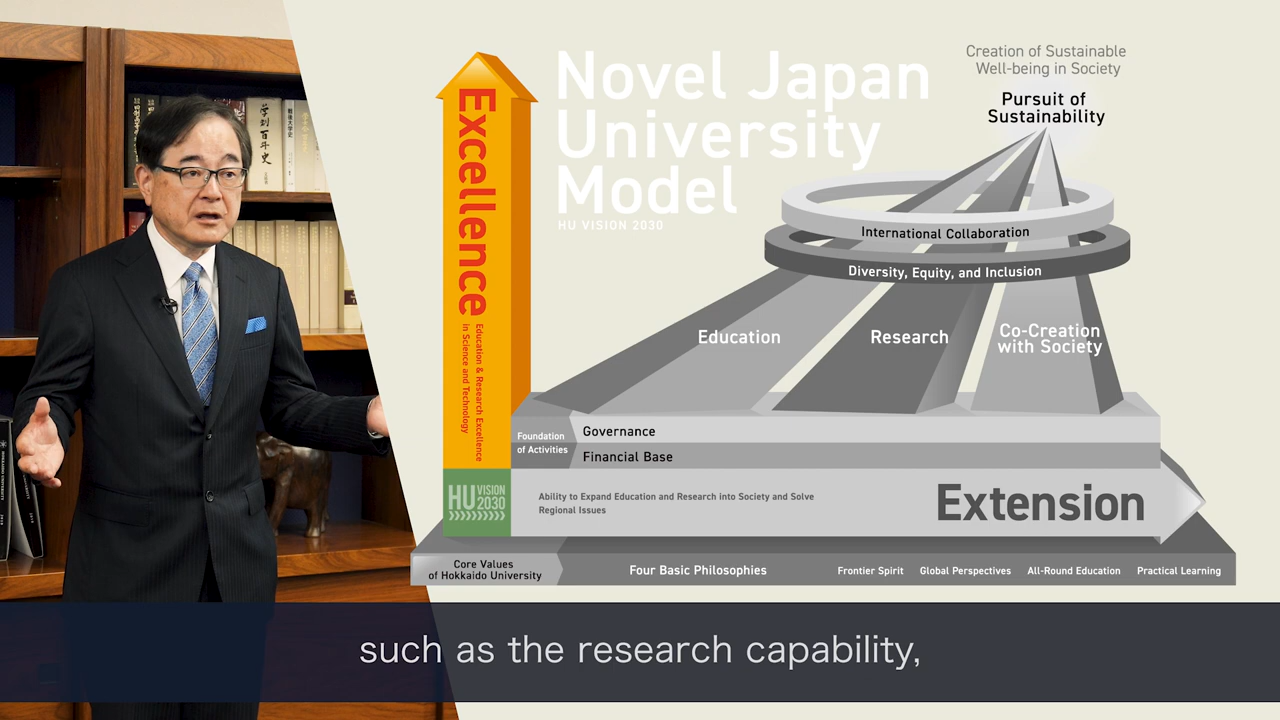 Novel Japan
University
Model
HU VISION 2030
Creation of Sustainable
Well-being in Society
Pursuit of
Sustainability
Excellence
Education & Research Excellence
in Science and Technology
International Collaboration
Diversity, Equity, and Inclusion
Education
Research
Co-Creation
with Society
Foundation
of Activities
Governance
Financial Base
HU VISION
2030
Ability to Expand Education and Research into Society and Solve
Regional Issues
Extension
Core Values
of Hokkaido University
Four Basic Philosophies
Frontier Spirit
Global Perspectives
All-Round Education
Practical Learning
such as the research capability,